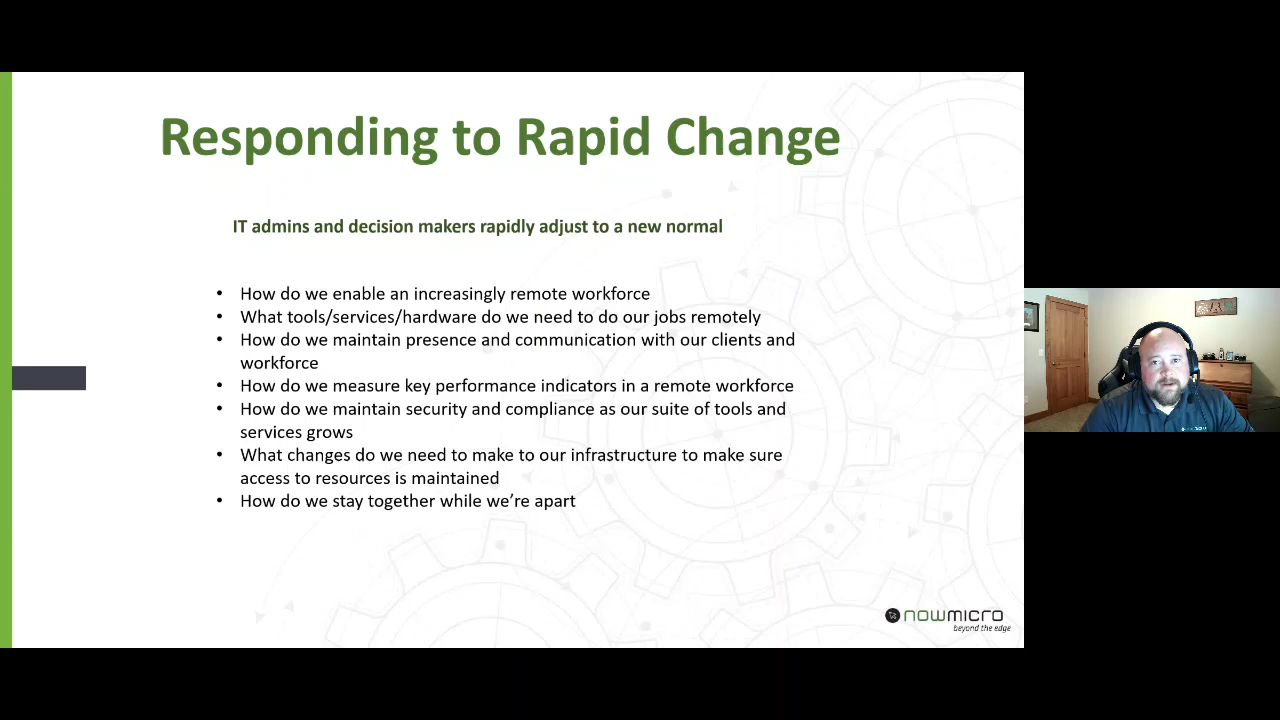 Responding to Rapid Change
IT admins and decision makers rapidly adjust to a new normal
• How do we enable an increasingly remote workforce
• What tools/services/hardware do we need to do our jobs remotely
• How do we maintain presence and communication with our clients and
workforce
• How do we measure key performance indicators in a remote workforce
• How do we maintain security and compliance as our suite of tools and
services grows
• What changes do we need to make to our infrastructure to make sure
access to resources is maintained
• How do we stay together while we’re apart
nowmicro
beyond the edge